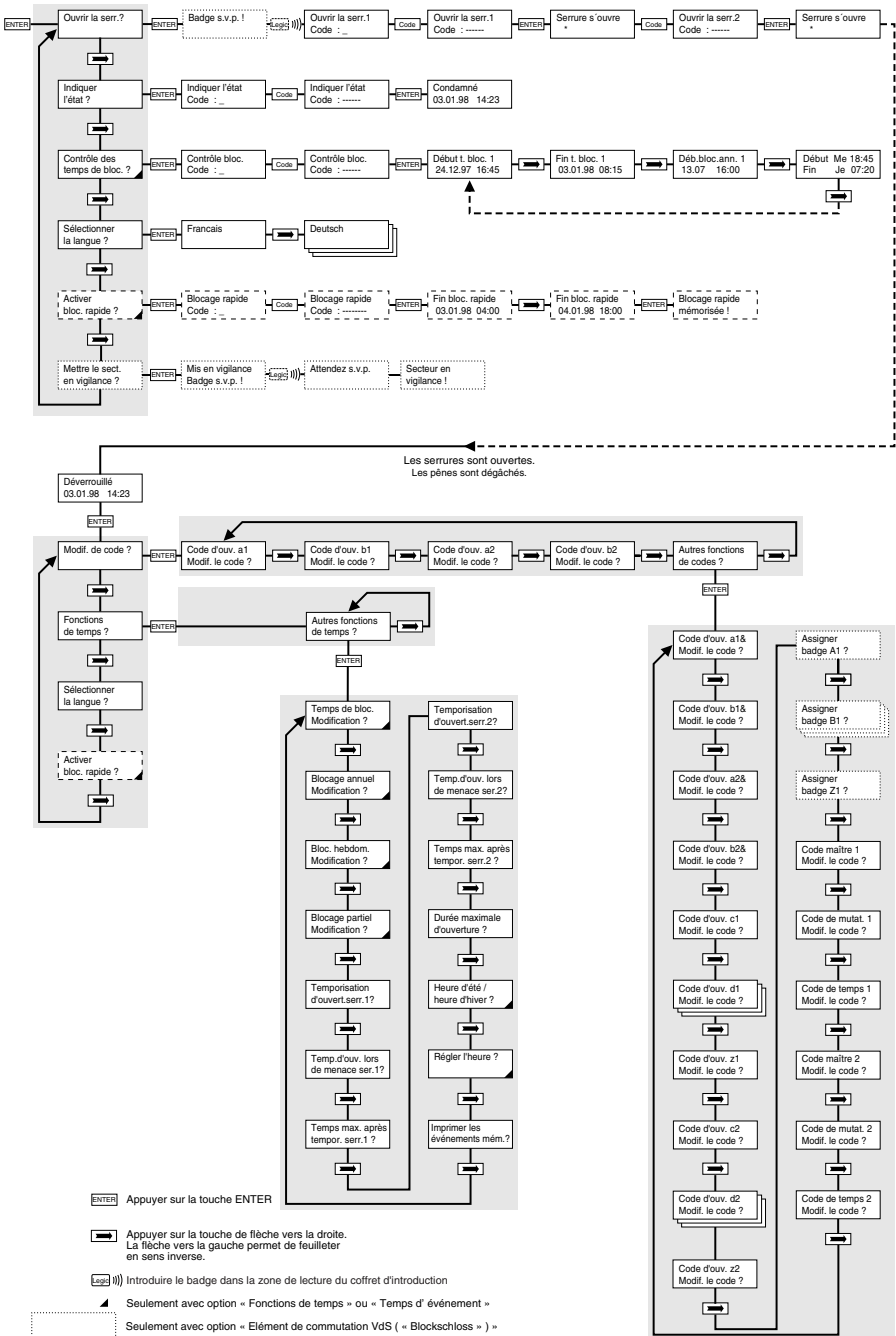 ENTER
Ouvrir la serr.?
ENTER
Badge s.v.p. !
Legic
Ouvrir la serr.1
Code : _
Code
Ouvrir la serr.1
Code : ------
ENTER
Serrure s´ouvre
*
Code
Ouvrir la serr.2
Code : ------
ENTER
Serrure s´ouvre
*
Indiquer
l'état ?
ENTER
Indiquer l'état
Code : _
Code
Indiquer l'état
Code : ------
ENTER
Condamné
03.01.98 14:23
Contrôle des
temps de bloc. ?
ENTER
Contrôle bloc.
Code : _
Code
Contrôle bloc.
Code : ------
ENTER
Début t. bloc. 1
24.12.97 16:45
Fin t. bloc. 1
03.01.98 08:15
Déb.bloc.ann. 1
13.07 16:00
Début Me 18:45
Fin Je 07:20
Sélectionner
la langue ?
ENTER
Francais
Deutsch
Activer
bloc. rapide ?
ENTER
Blocage rapide
Code : _
Code
Blocage rapide
Code : --------
ENTER
Fin bloc. rapide
03.01.98 04:00
Fin bloc. rapide
04.01.98 18:00
ENTER
Blocage rapide
mémorisée !
Mettre le sect.
en vigilance ?
ENTER
Mis en vigilance
Badge s.v.p. !
Legic
Attendez s.v.p.
Secteur en
vigilance !
Les serrures sont ouvertes.
Les pênes sont dégâchés.
Déverrouillé
03.01.98 14:23
ENTER
Modif. de code ?
ENTER
Code d'ouv. a1
Modif. le code ?
Code d'ouv. b1
Modif. le code ?
Code d'ouv. a2
Modif. le code ?
Code d'ouv. b2
Modif. le code ?
Autres fonctions
de codes ?
ENTER
Fonctions
de temps ?
ENTER
Autres fonctions
de temps ?
ENTER
Sélectionner
la langue ?
Activer
bloc. rapide ?
Temps de bloc.
Modification ?
Blocage annuel
Modification ?
Bloc. hebdom.
Modification ?
Blocage partiel
Modification ?
Temporisation
d'ouvert.serr.1?
Temp.d'ouv. lors
de menace ser.1?
Temps max. après
tempor. serr.1 ?
Temporisation
d'ouvert.serr.2?
Temp.d'ouv. lors
de menace ser.2?
Temps max. après
tempor. serr.2 ?
Durée maximale
d'ouverture ?
Heure d'été /
heure d'hiver ?
Régler l'heure ?
Imprimer les
événements mém.?
Code d'ouv. a1&
Modif. le code ?
Code d'ouv. b1&
Modif. le code ?
Code d'ouv. a2&
Modif. le code ?
Code d'ouv. b2&
Modif. le code ?
Code d'ouv. c1
Modif. le code ?
Code d'ouv. d1
Modif. le code ?
Code d'ouv. z1
Modif. le code ?
Code d'ouv. c2
Modif. le code ?
Code d'ouv. d2
Modif. le code ?
Code d'ouv. z2
Modif. le code ?
Assigner
badge A1 ?
Assigner
badge B1 ?
Assigner
badge Z1 ?
Code maître 1
Modif. le code ?
Code de mutat. 1
Modif. le code ?
Code de temps 1
Modif. le code ?
Code maître 2
Modif. le code ?
Code de mutat. 2
Modif. le code ?
Code de temps 2
Modif. le code ?
ENTER Appuyer sur la touche ENTER
Appuyer sur la touche de flèche vers la droite.
La flèche vers la gauche permet de feuilleter
en sens inverse.
Legic Introduire le badge dans la zone de lecture du coffret d'introduction
Seulement avec option « Fonctions de temps » ou « Temps d' événement »
Seulement avec option « Elément de commutation VdS ( « Blockschloss » ) »